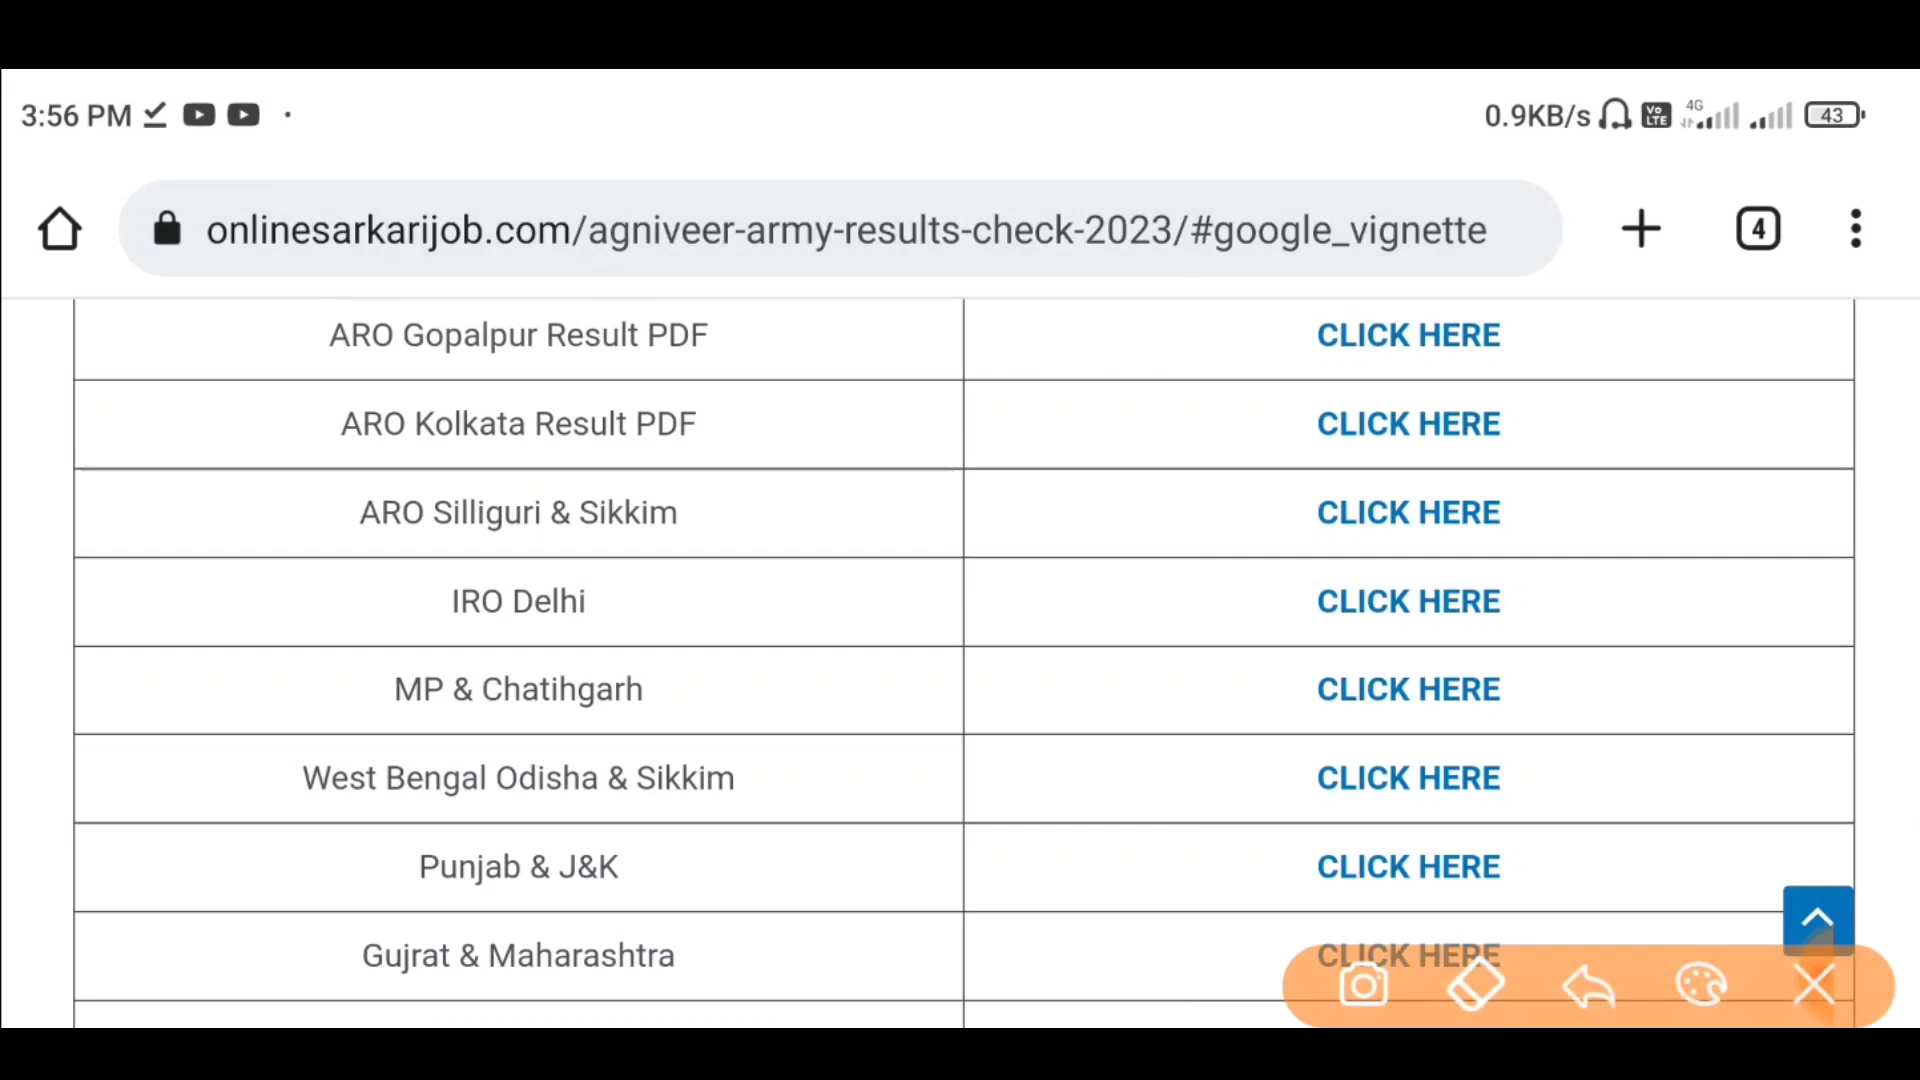 3:56 PM
0.9KB/s Vo LTE 4G 43
onlinesarkarijob.com/agniveer-army-results-check-2023/#google_vignette
4
ARO Gopalpur Result PDF CLICK HERE
ARO Kolkata Result PDF CLICK HERE
ARO Silliguri & Sikkim CLICK HERE
IRO Delhi CLICK HERE
MP & Chatihgarh CLICK HERE
West Bengal Odisha & Sikkim CLICK HERE
Punjab & J&K CLICK HERE
Gujrat & Maharashtra CLICK HERE